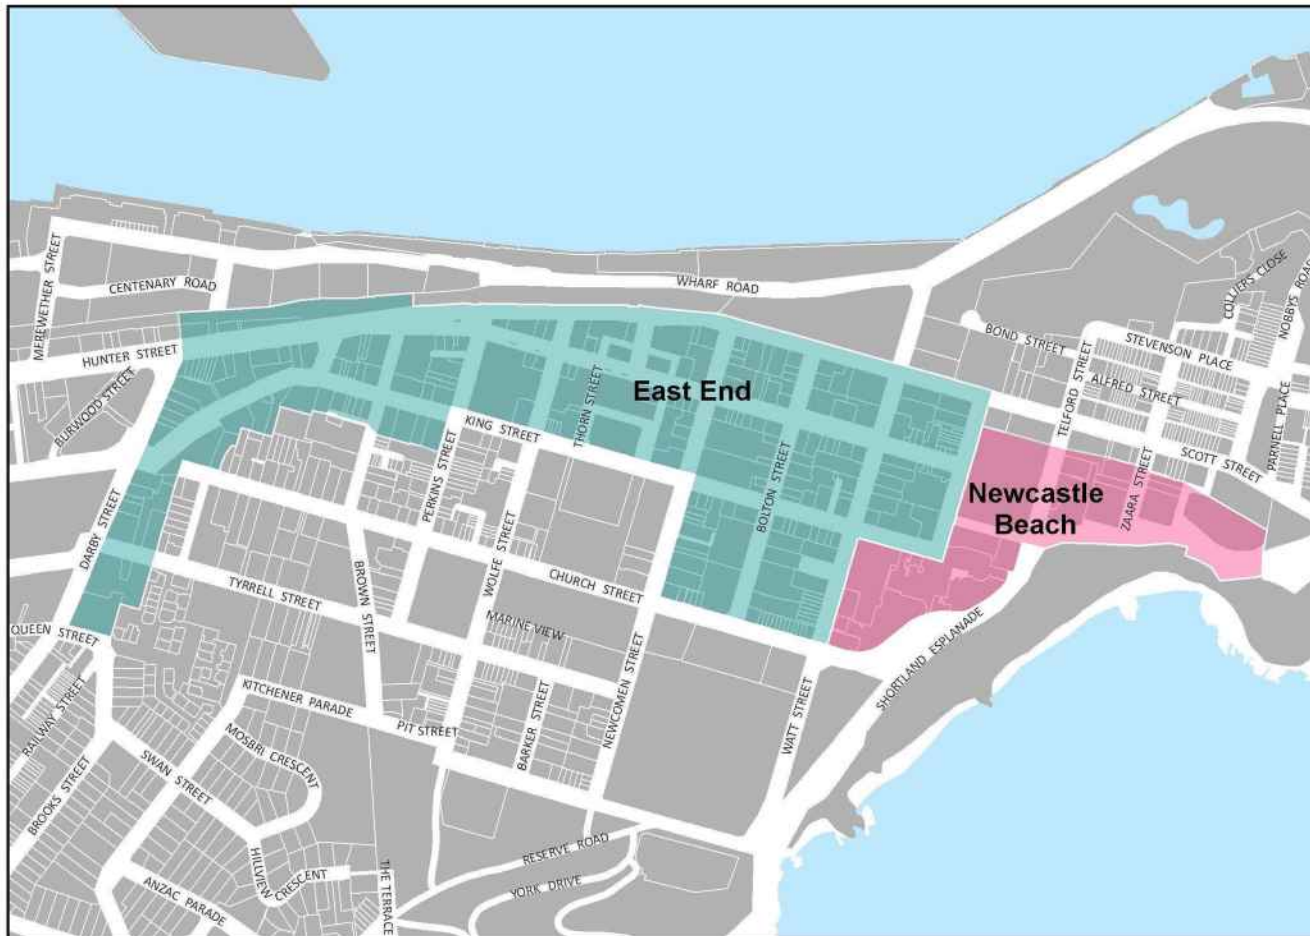 WHARF ROAD
MEREWETHER STREET
CENTENARY ROAD
HUNTER STREET
BURWOOD STREET
DARBY STREET
KING STREET
PERKINS STREET
THORN STREET
East End
BOLTON STREET
Newcastle
Beach
BOND STREET
STEVENSON PLACE
ALFRED STREET
TELFORD STREET
SCOTT STREET
ZAARA STREET
COLLIERS CLOSE
NOBBYS ROAD
PARNELL PLACE
WOLFE STREET
BROWN STREET
TYRRELL STREET
CHURCH STREET
MARINE VIEW
NEWCOMEN STREET
BARKER STREET
WATT STREET
SHORTLAND ESPLANADE
QUEEN STREET
RAILWAY STREET
BROOKS STREET
KITCHENER PARADE
PIT STREET
MOSBRI CRESCENT
SWAN STREET
HILLVIEW CRESCENT
ANZAC PARADE
THE TERRACE
RESERVE ROAD
YORK DRIVE